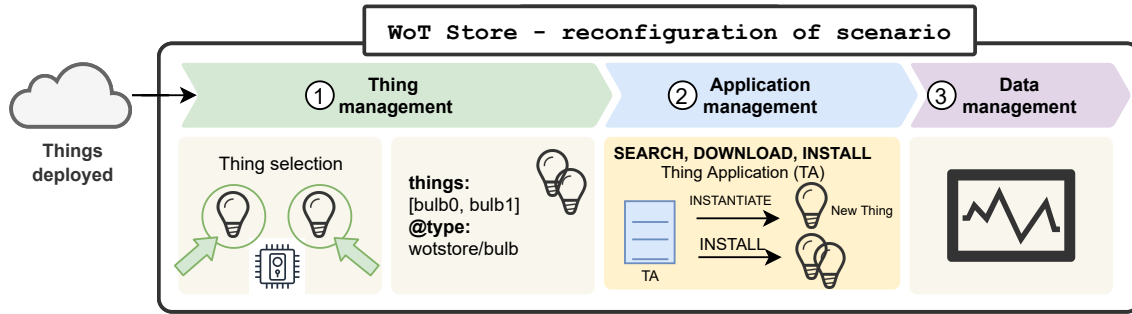 WoT Store - reconfiguration of scenario
Things
deployed
1
Thing
management
2
Application
management
3
Data
management
Thing selection
things:
[bulb0, bulb1]
@type:
wotstore/bulb
SEARCH, DOWNLOAD, INSTALL
Thing Application (TA)
INSTANTIATE
New Thing
INSTALL
TA